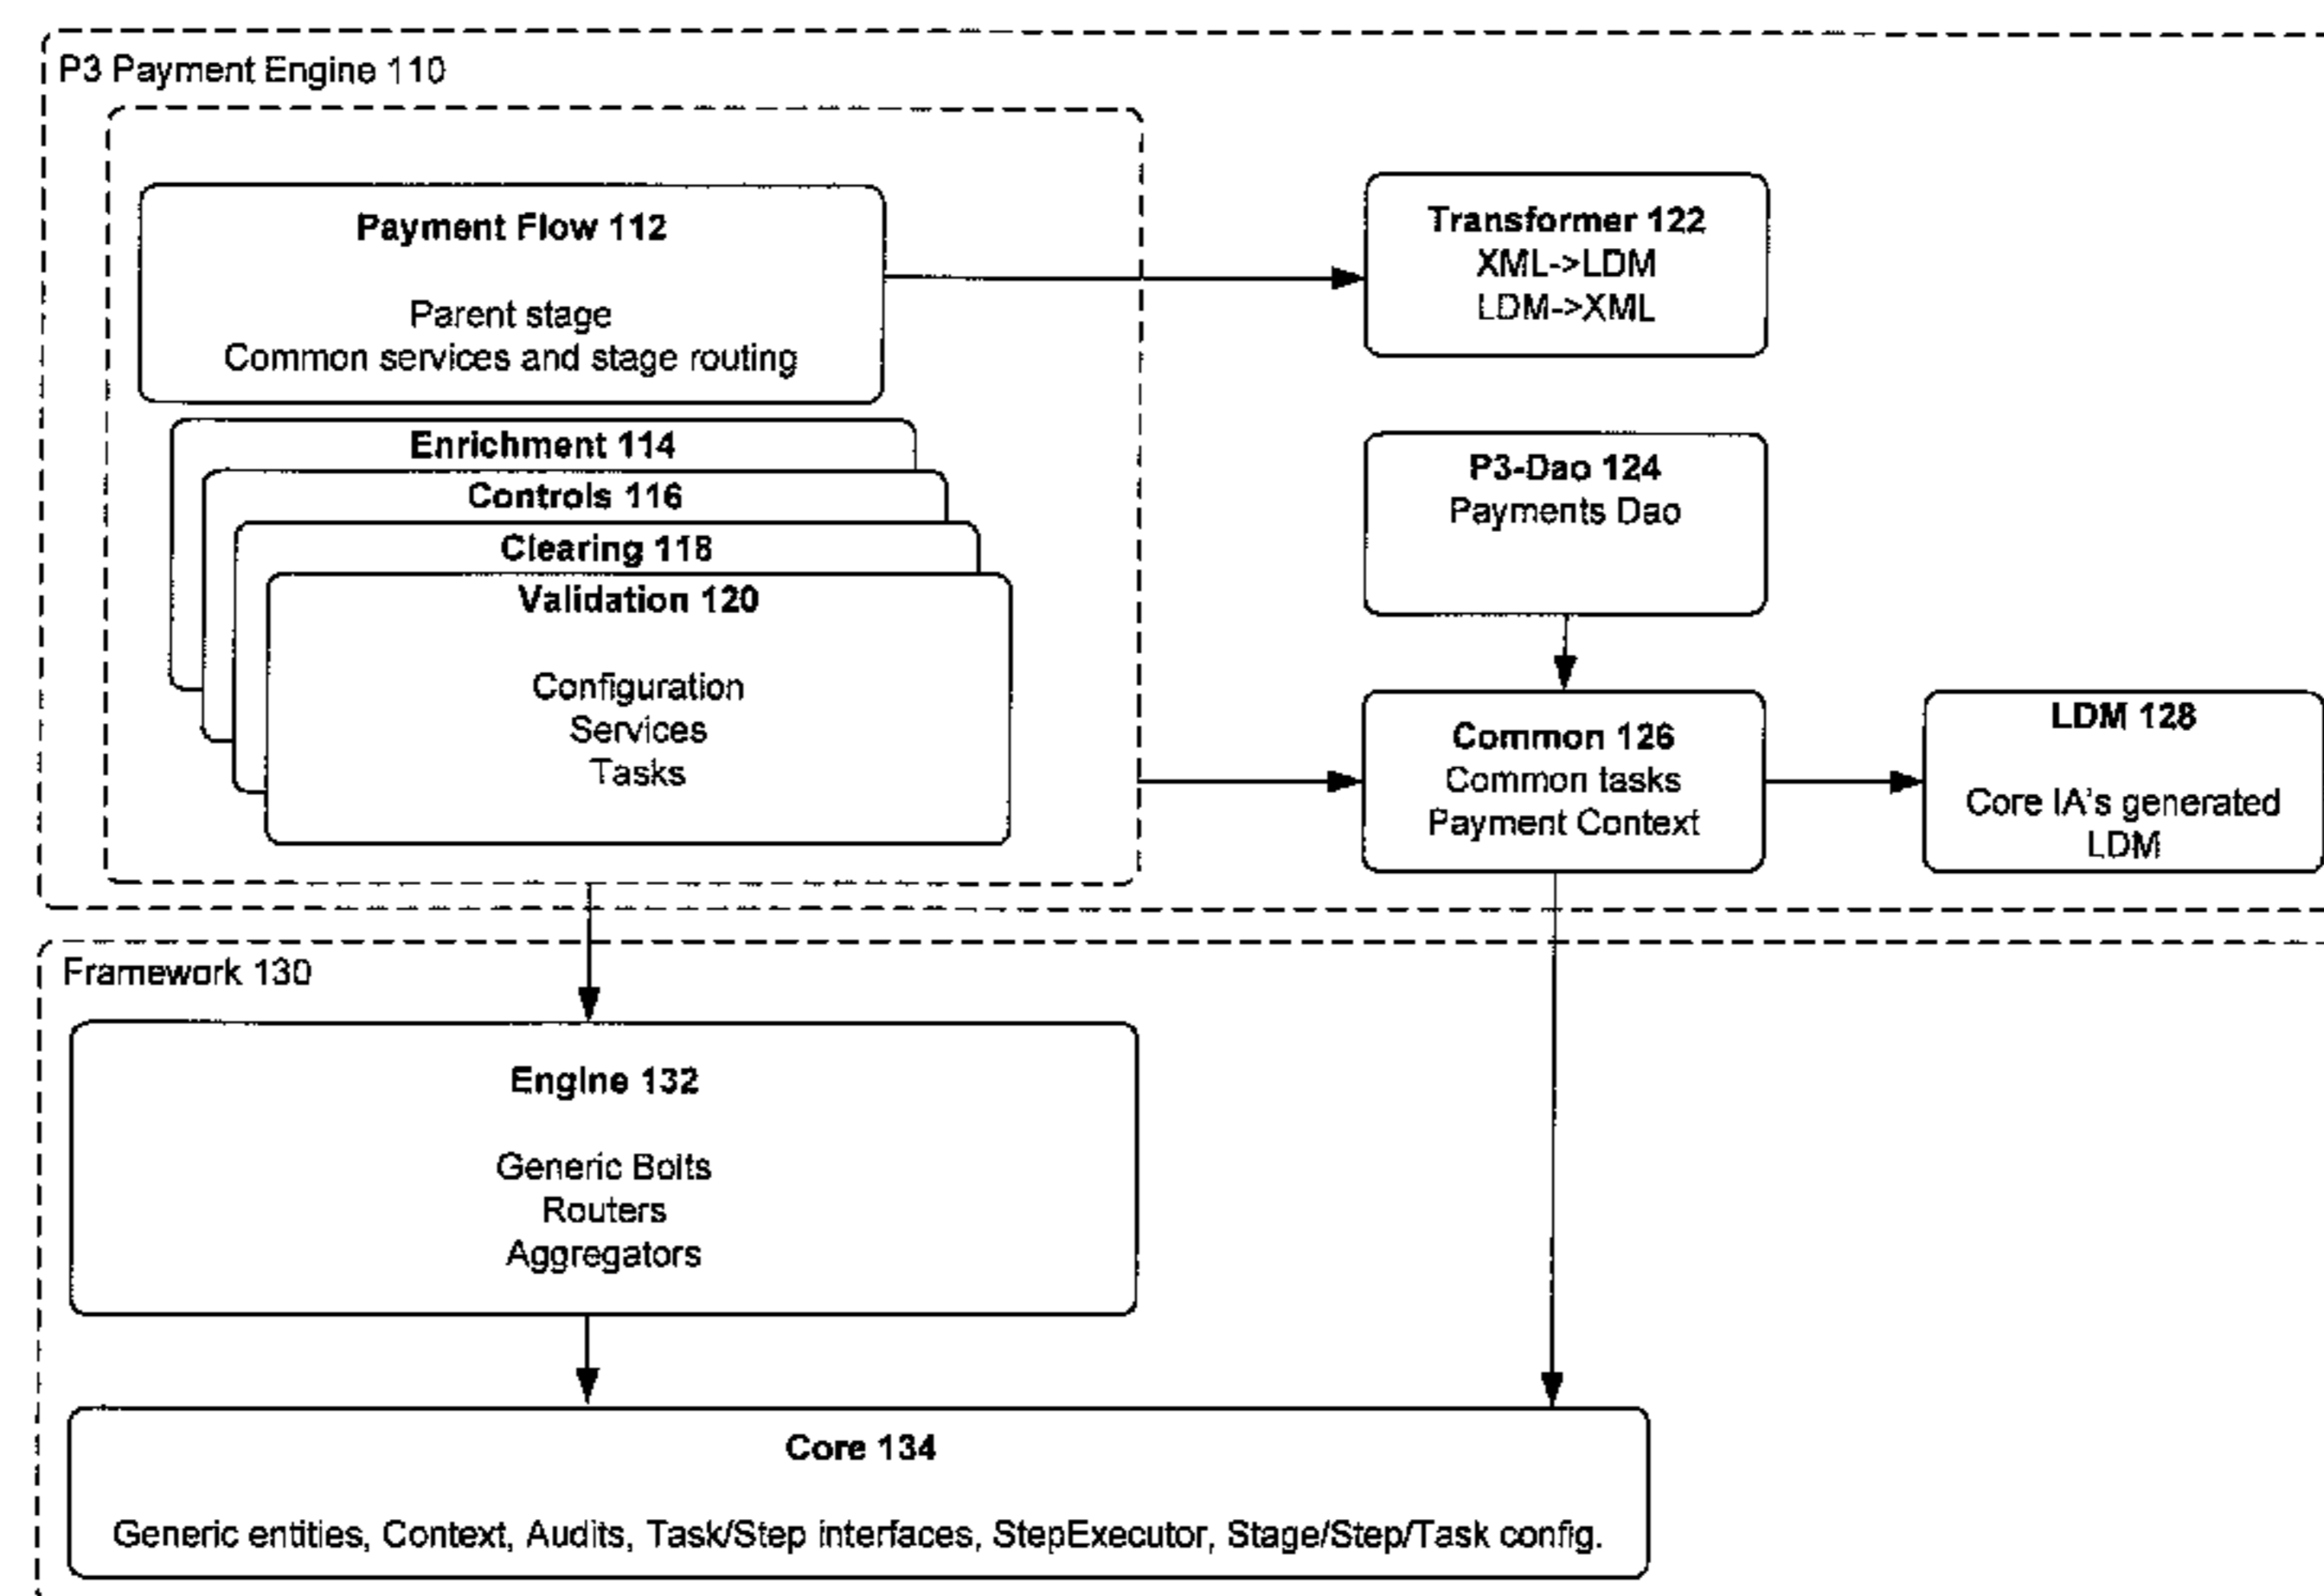 P3 Payment Engine 110
Payment Flow 112
Parent stage
Common services and stage routing
Enrichment 114
Controls 116
Clearing 118
Validation 120
Configuration
Services
Tasks
Transformer 122
XML->LDM
LDM->XML
P3-Dao 124
Payments Dao
Common 126
Common tasks
Payment Context
LDM 128
Core IA's generated
LDM
Framework 130
Engine 132
Generic Bolts
Routers
Aggregators
Core 134
Generic entities, Context, Audits, Task/Step interfaces, StepExecutor, Stage/Step/Task config.